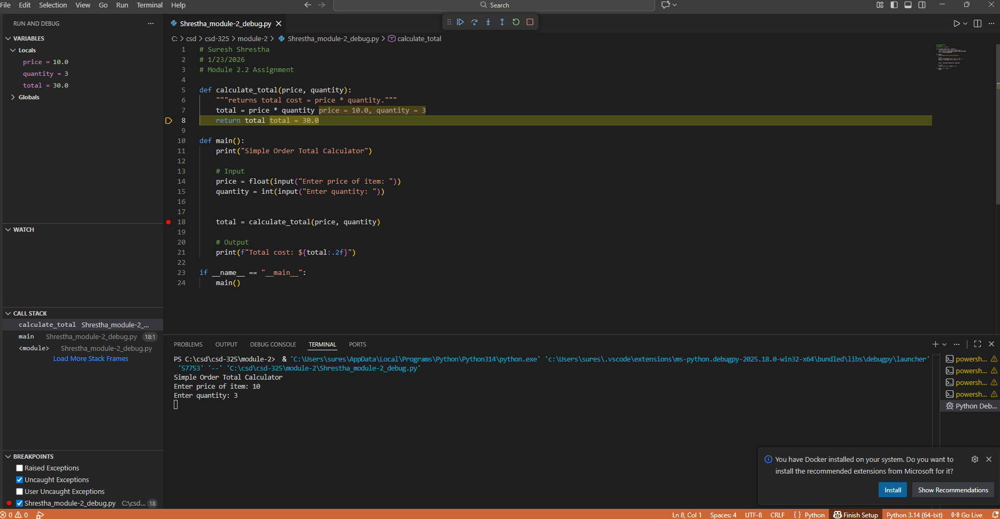 File Edit Selection View Go Run Terminal Help
Search
RUN AND DEBUG
VARIABLES
Locals
price = 10.0
quantity = 3
total = 30.0
Globals
WATCH
CALL STACK
calculate_total Shrestha_module-2_...
main Shrestha_module-2_debug.py 18:1
<module> Shrestha_module-2_debug.py
Load More Stack Frames
BREAKPOINTS
Raised Exceptions
Uncaught Exceptions
User Uncaught Exceptions
Shrestha_module-2_debug.py C:\csd... 18
Shrestha_module-2_debug.py
C: > csd > csd-325 > module-2 > Shrestha_module-2_debug.py > calculate_total
1 # Suresh Shrestha
2 # 1/23/2026
3 # Module 2.2 Assignment
4
5 def calculate_total(price, quantity):
6 """returns total cost = price * quantity."""
7 total = price * quantity price = 10.0, quantity = 3
8 return total total = 30.0
9
10 def main():
11 print("Simple Order Total Calculator")
12
13 # Input
14 price = float(input("Enter price of item: "))
15 quantity = int(input("Enter quantity: "))
16
17
18 total = calculate_total(price, quantity)
19
20 # Output
21 print(f"Total cost: ${total:.2f}")
22
23 if __name__ == "__main__":
24 main()
PROBLEMS OUTPUT DEBUG CONSOLE TERMINAL PORTS
PS C:\csd\csd-325\module-2> & 'C:\Users\sures\AppData\Local\Programs\Python\Python314\python.exe' 'c:\Users\sures\.vscode\extensions\ms-python.debugpy-2025.18.0-win32-x64\bundled\libs\debugpy\launcher'
'57753' '--' 'C:\csd\csd-325\module-2\Shrestha_module-2_debug.py'
Simple Order Total Calculator
Enter price of item: 10
Enter quantity: 3
powersh...
powersh...
powersh...
powersh...
Python Deb...
You have Docker installed on your system. Do you want to
install the recommended extensions from Microsoft for it?
Install Show Recommendations
0 0 Ln 8, Col 1 Spaces: 4 UTF-8 CRLF { } Python Finish Setup Python 3.14 (64-bit) Go Live